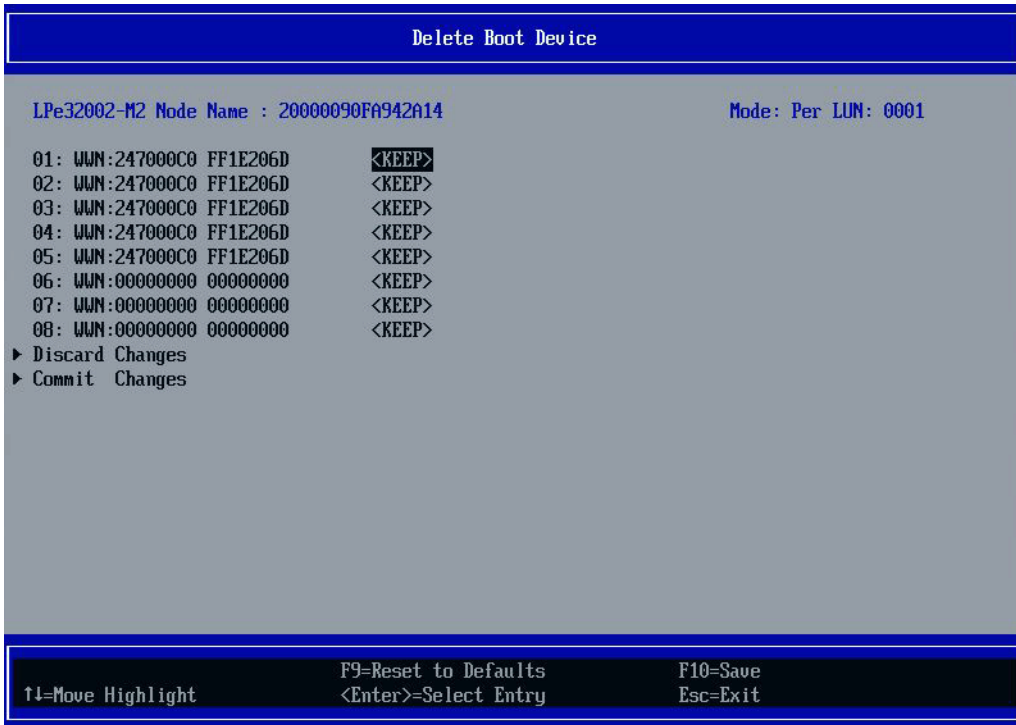 Delete Boot Device
LPe32002-M2 Node Name : 20000090FA942A14 Mode: Per LUN: 0001
01: WWN:247000C0 FF1E206D <KEEP>
02: WWN:247000C0 FF1E206D <KEEP>
03: WWN:247000C0 FF1E206D <KEEP>
04: WWN:247000C0 FF1E206D <KEEP>
05: WWN:247000C0 FF1E206D <KEEP>
06: WWN:00000000 00000000 <KEEP>
07: WWN:00000000 00000000 <KEEP>
08: WWN:00000000 00000000 <KEEP>
▶ Discard Changes
▶ Commit  Changes
F9=Reset to Defaults F10=Save
↑↓=Move Highlight <Enter>=Select Entry Esc=Exit